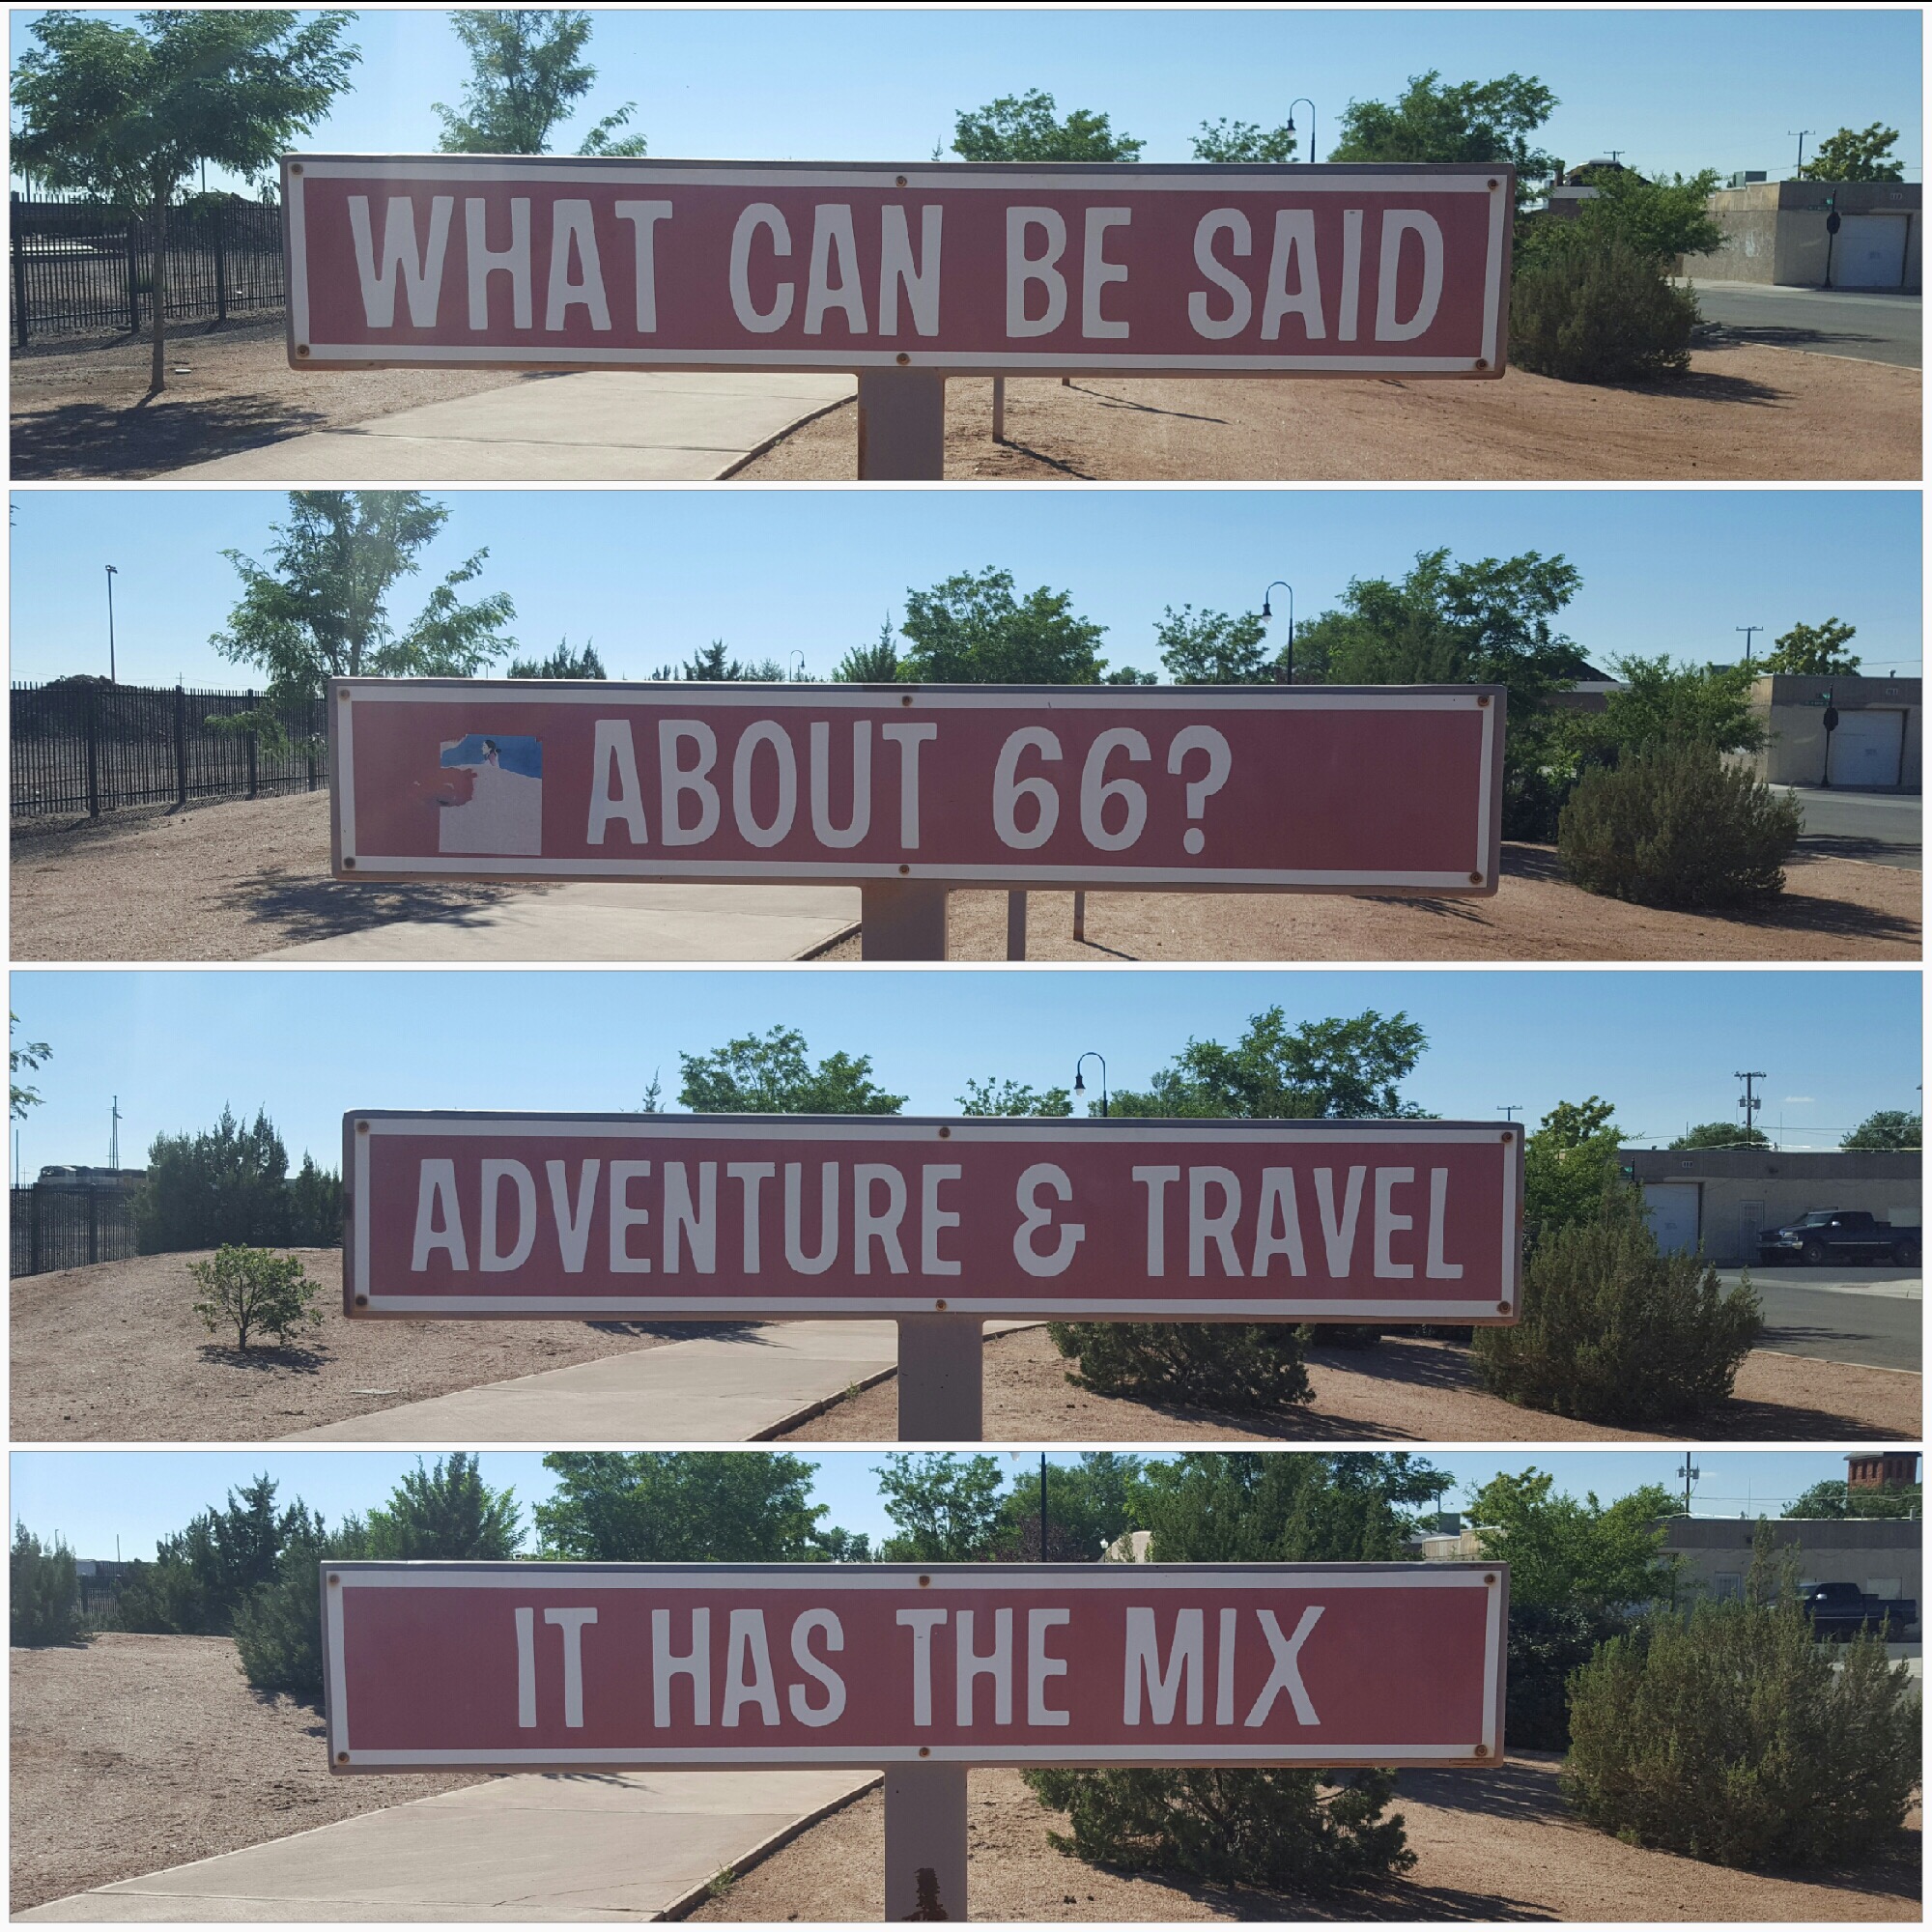 WHAT CAN BE SAID
ABOUT 66?
ADVENTURE & TRAVEL
IT HAS THE MIX